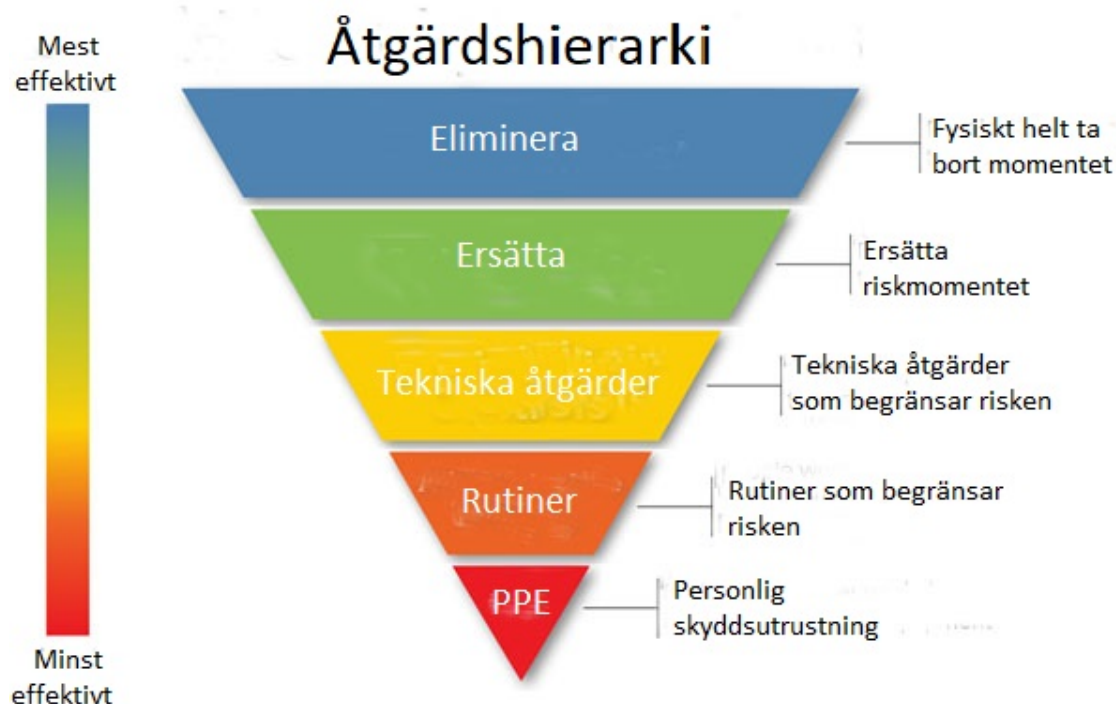 Åtgärdshierarki
Mest
effektivt
Eliminera
Fysiskt helt ta
bort momentet
Ersätta
Ersätta
riskmomentet
Tekniska åtgärder
Tekniska åtgärder
som begränsar risken
Rutiner
Rutiner som begränsar
risken
PPE
Personlig
skyddsutrustning
Minst
effektivt